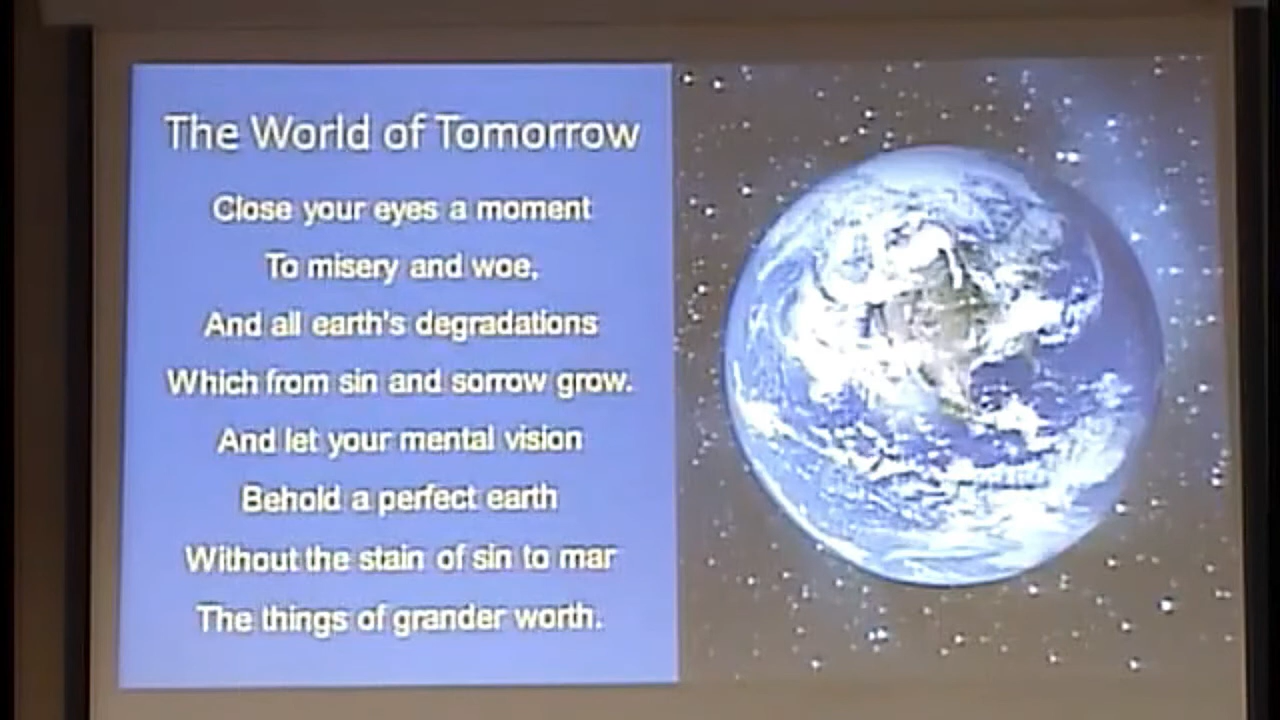 The World of Tomorrow
Close your eyes a moment
To misery and woe,
And all earth's degradations
Which from sin and sorrow grow.
And let your mental vision
Behold a perfect earth
Without the stain of sin to mar
The things of grander worth.